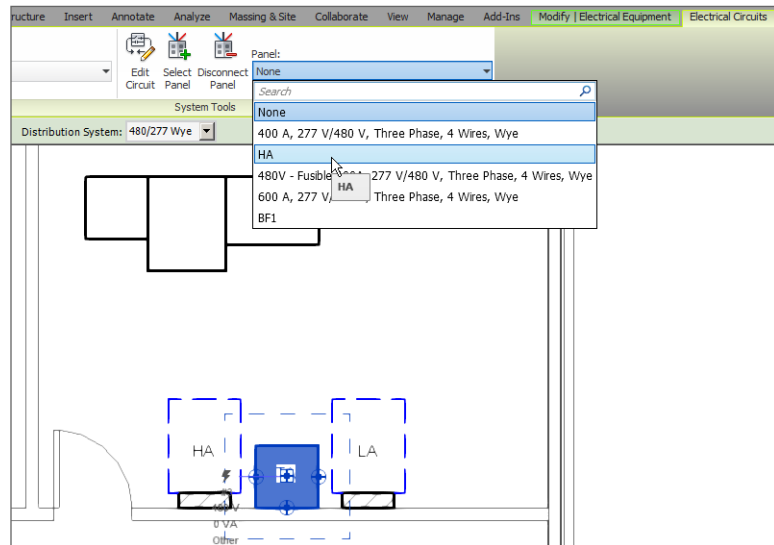 ructure Insert Annotate Analyze Massing & Site Collaborate View Manage Add-Ins Modify | Electrical Equipment Electrical Circuits
Edit Circuit
Select Panel
Disconnect Panel
Panel:
None
System Tools
Search
None
400 A, 277 V/480 V, Three Phase, 4 Wires, Wye
HA
480V - Fusible 277 V/480 V, Three Phase, 4 Wires, Wye
HA
600 A, 277 V/ Three Phase, 4 Wires, Wye
BF1
Distribution System: 480/277 Wye
HA
LA
V
0 VA
Other